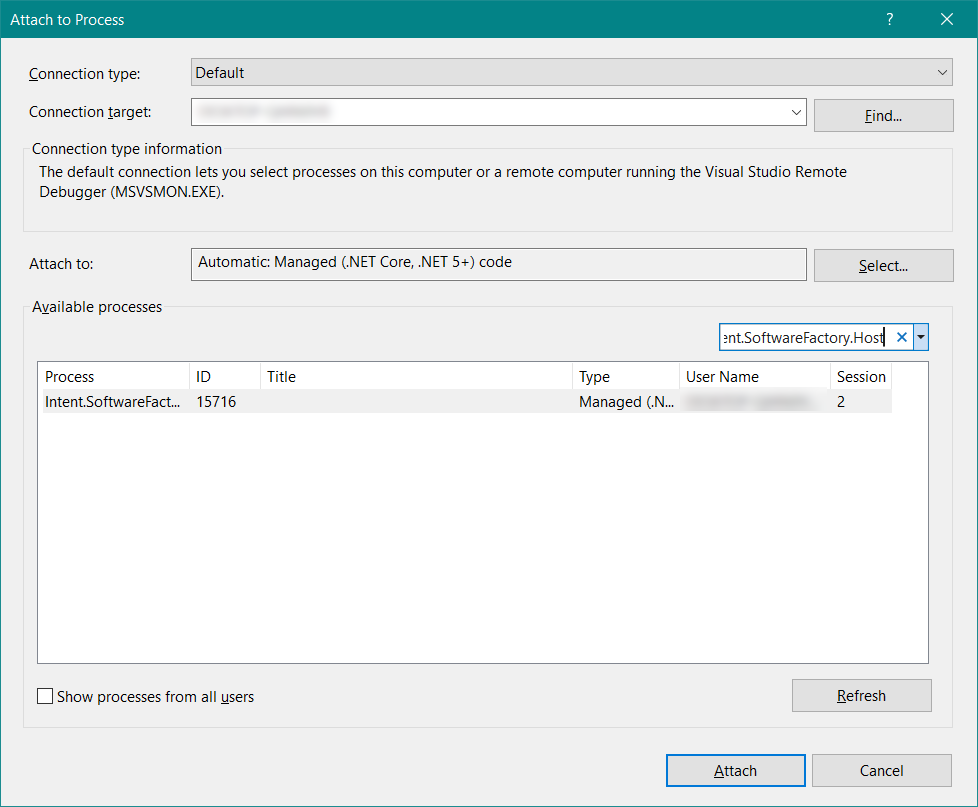 Attach to Process ?
Connection type: Default
Connection target:
Find...
Connection type information
The default connection lets you select processes on this computer or a remote computer running the Visual Studio Remote
Debugger (MSVSMON.EXE).
Attach to: Automatic: Managed (.NET Core, .NET 5+) code Select...
Available processes
ent.SoftwareFactory.Host
Process ID Title Type User Name Session
Intent.SoftwareFact... 15716 Managed (.N... 2
Show processes from all users Refresh
Attach Cancel